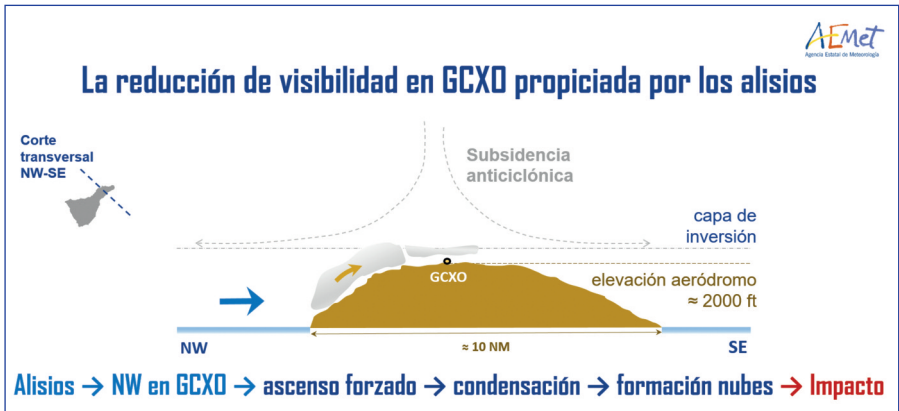 AEMet
Agencia Estatal de Meteorología
La reducción de visibilidad en GCXO propiciada por los alisios
Corte
transversal
NW-SE
Subsidencia
anticiclónica
capa de
inversión
GCXO
elevación aeródromo
≈ 2000 ft
NW
≈ 10 NM
SE
Alisios → NW en GCXO → ascenso forzado → condensación → formación nubes → Impacto